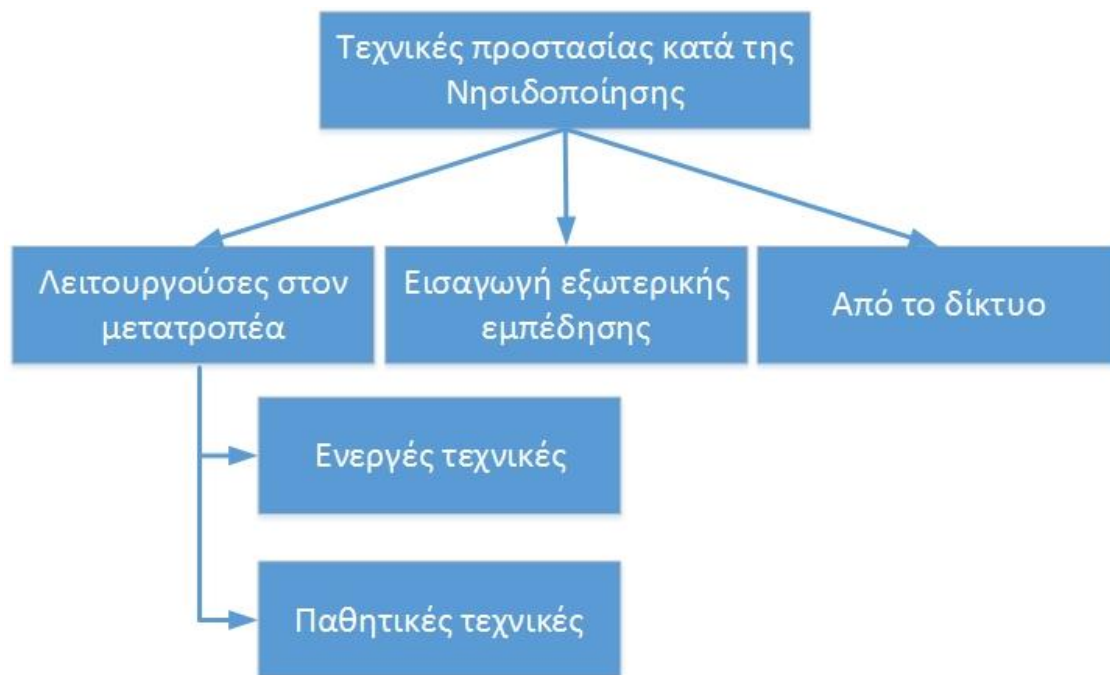 Τεχνικές προστασίας κατά της
Νησιδοποίησης
Λειτουργούσες στον
μετατροπέα
Εισαγωγή εξωτερικής
εμπέδησης
Από το δίκτυο
Ενεργές τεχνικές
Παθητικές τεχνικές